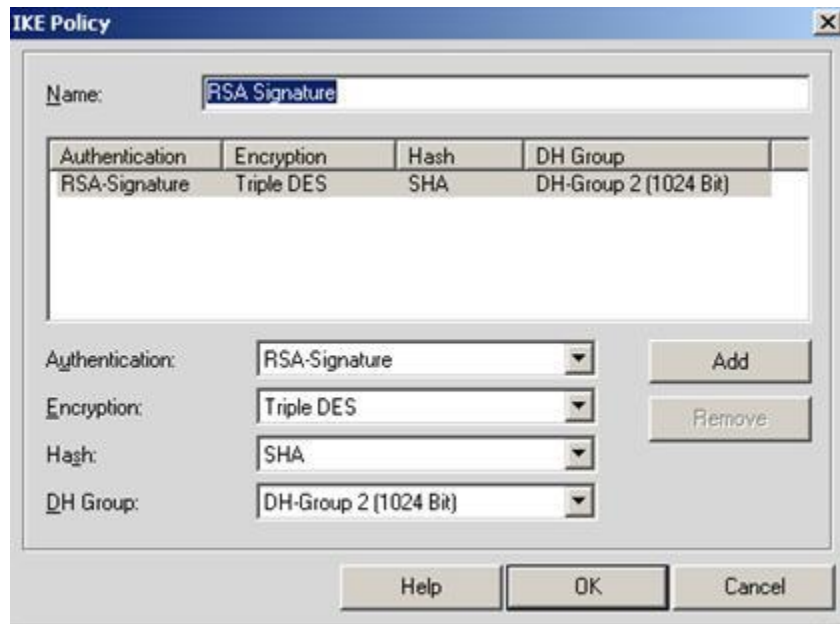 IKE Policy
Name: RSA Signature
Authentication Encryption Hash DH Group
RSA-Signature Triple DES SHA DH-Group 2 (1024 Bit)
Authentication: RSA-Signature Add
Encryption: Triple DES Remove
Hash: SHA
DH Group: DH-Group 2 (1024 Bit)
Help OK Cancel